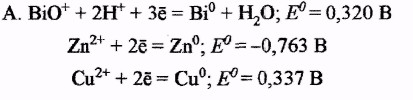 А. BiO⁺ + 2H⁺ + 3ē = Bi⁰ + H₂O; E⁰ = 0,320 В
Zn²⁺ + 2ē = Zn⁰; E⁰ = –0,763 В
Cu²⁺ + 2ē = Cu⁰; E⁰ = 0,337 В